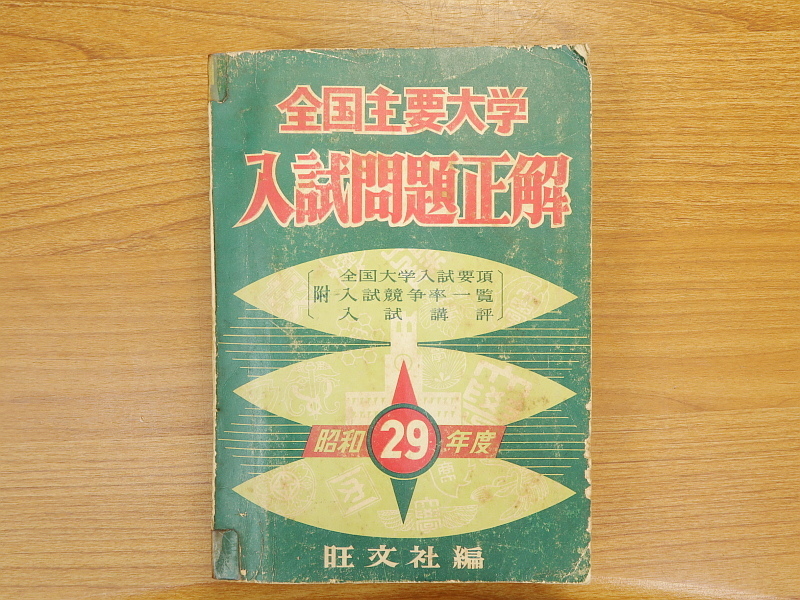 全国主要大学
入試問題正解
附
全国大学入試要項
入試競争率一覧
入試講評
昭和29年度
旺文社編